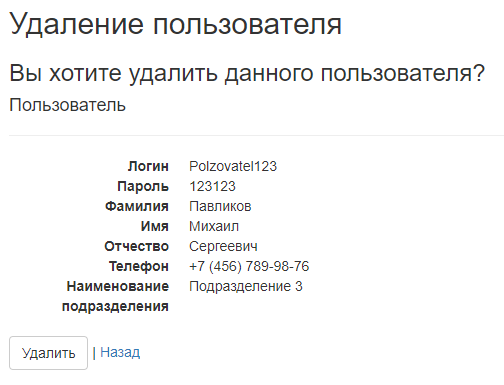 Удаление пользователя
Вы хотите удалить данного пользователя?
Пользователь
Логин Polzovatel123
Пароль 123123
Фамилия Павликов
Имя Михаил
Отчество Сергеевич
Телефон +7 (456) 789-98-76
Наименование Подразделение 3
подразделения
Удалить | Назад